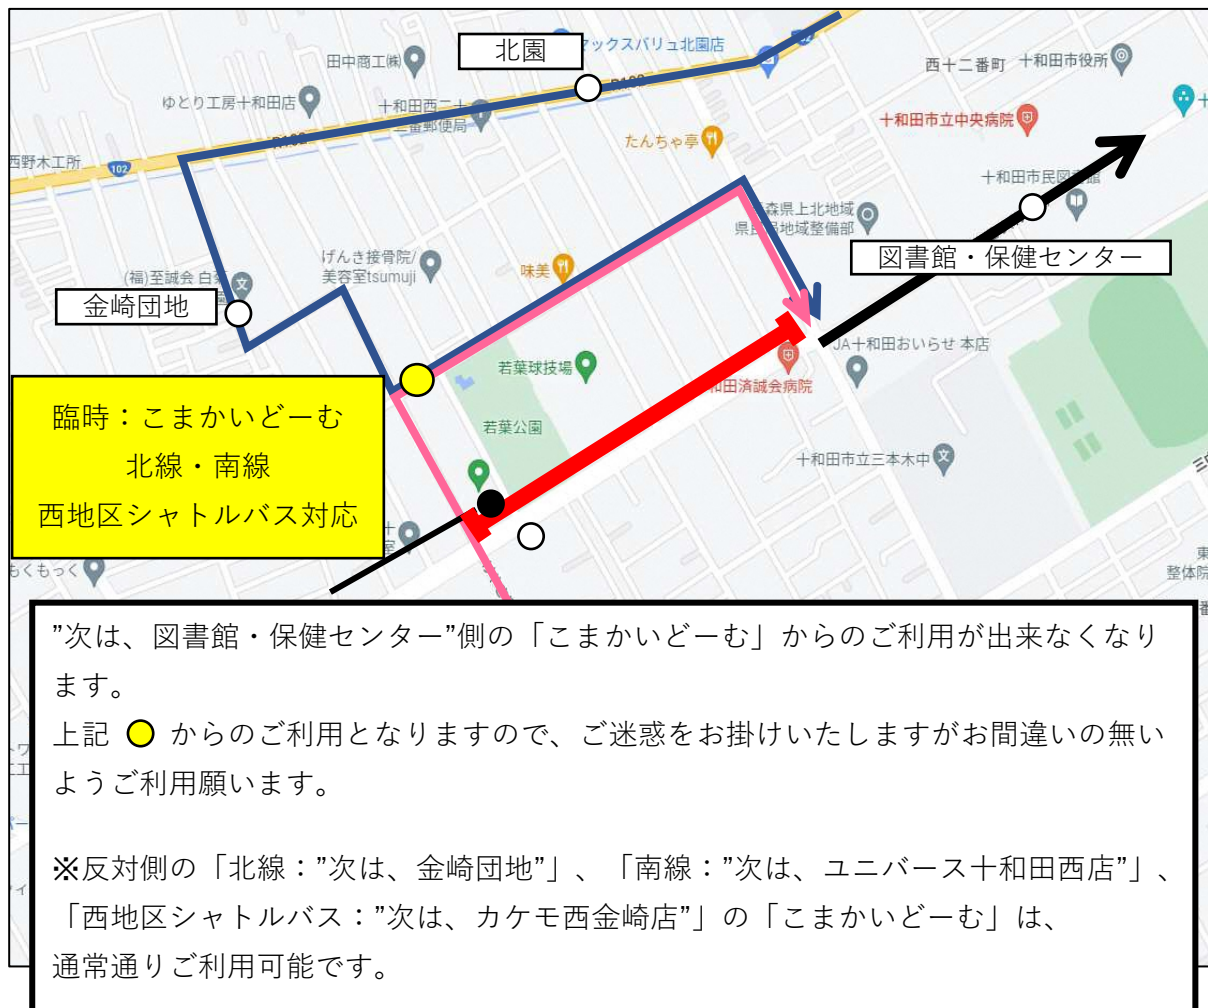 北園
マックスバリュ北園店
田中商工㈱
西十二番町
十和田市役所
ゆとり工房十和田店
十和田西二十
二番郵便局
十和田市立中央病院
たんちゃ亭
西野木工所
102
十和田市民図書館
森県上北地域
県民局地域整備部
図書館・保健センター
げんき接骨院/
美容室tsumuji
味美
(福)至誠会 白菊
金崎団地
JA十和田おいらせ 本店
若葉球技場
和田済誠会病院
臨時:こまかいどーむ
北線・南線
西地区シャトルバス対応
若葉公園
十和田市立三本木中
もくもっく
東
整体院
”次は、図書館・保健センター”側の「こまかいどーむ」からのご利用が出来なくなり
ます。
上記 からのご利用となりますので、ご迷惑をお掛けいたしますがお間違いの無い
ようご利用願います。
※反対側の「北線:”次は、金崎団地”」、「南線:”次は、ユニバース十和田西店”」、
「西地区シャトルバス:”次は、カケモ西金崎店”」の「こまかいどーむ」は、
通常通りご利用可能です。